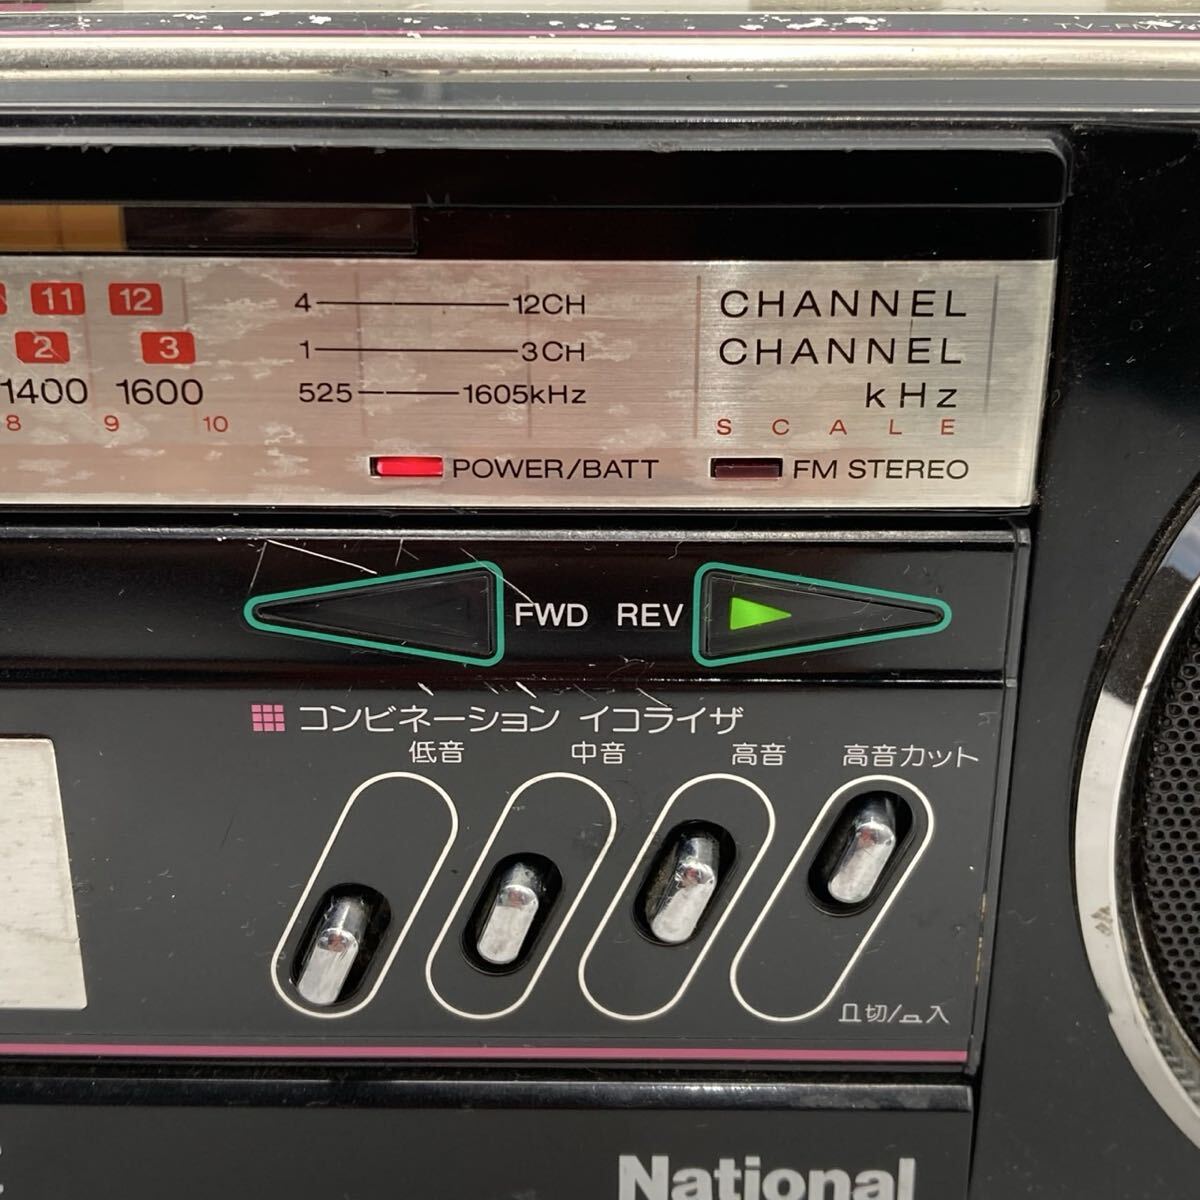 11 12 4 12CH CHANNEL
2 3 1 3CH CHANNEL
1400 1600 525 1605kHz kHz
8 9 10 SCALE
POWER/BATT FM STEREO
FWD REV
コンビネーション イコライザ
低音 中音 高音 高音カット
切/入
National